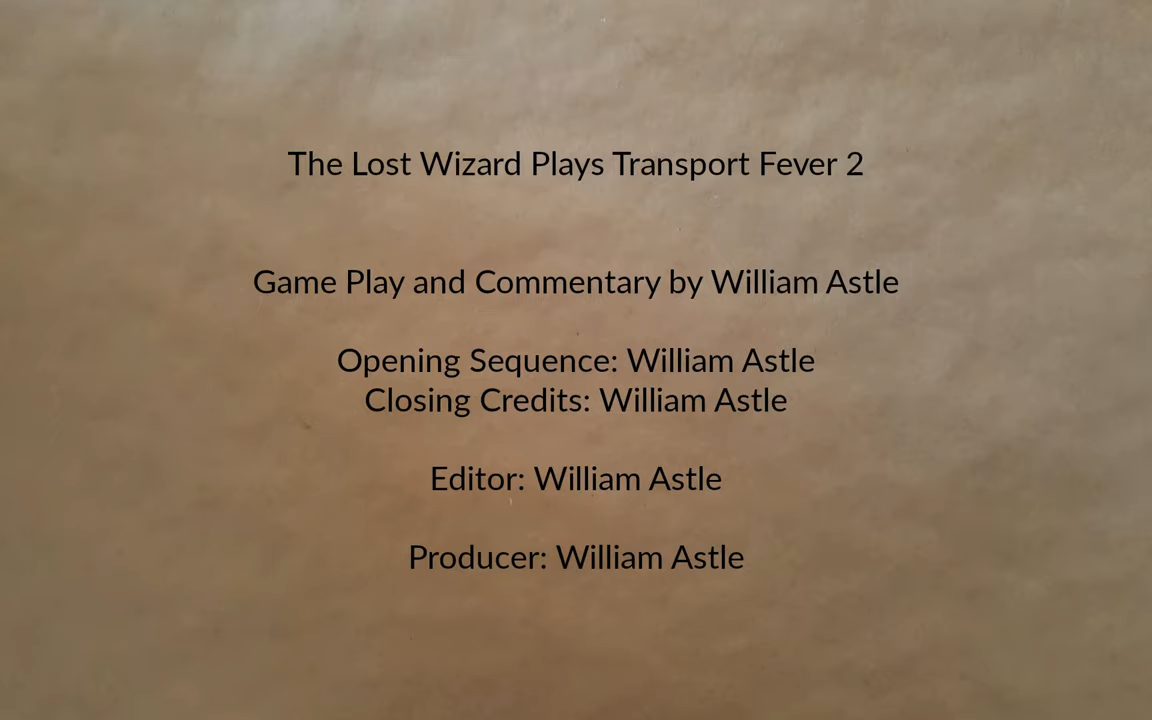 The Lost Wizard Plays Transport Fever 2
Game Play and Commentary by William Astle
Opening Sequence: William Astle
Closing Credits: William Astle
Editor: William Astle
Producer: William Astle